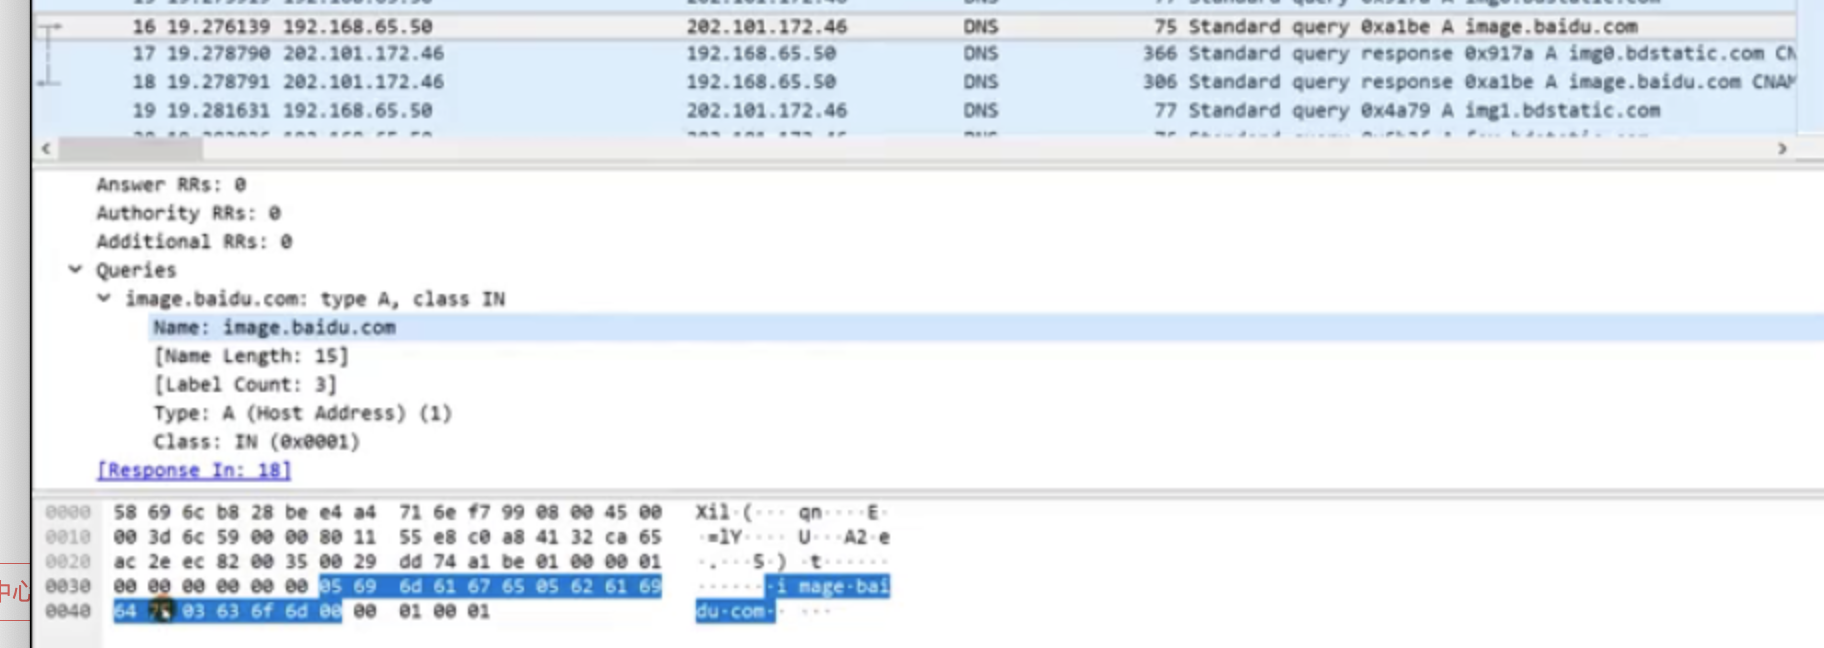 16 19.276139 192.168.65.50 202.101.172.46 DNS 75 Standard query 0xa1be A image.baidu.com
17 19.278790 202.101.172.46 192.168.65.50 DNS 366 Standard query response 0x917a A img0.bdstatic.com CN
18 19.278791 202.101.172.46 192.168.65.50 DNS 306 Standard query response 0xa1be A image.baidu.com CNAM
19 19.281631 192.168.65.50 202.101.172.46 DNS 77 Standard query 0x4a79 A img1.bdstatic.com
Answer RRs: 0
Authority RRs: 0
Additional RRs: 0
Queries
image.baidu.com: type A, class IN
Name: image.baidu.com
[Name Length: 15]
[Label Count: 3]
Type: A (Host Address) (1)
Class: IN (0x0001)
[Response In: 18]
0000 58 69 6c b8 28 be e4 a4 71 6e f7 99 08 00 45 00 Xil·(··· qn····E·
0010 00 3d 6c 59 00 00 80 11 55 e8 c0 a8 41 32 ca 65 ·=lY···· U···A2·e
0020 ac 2e ec 82 00 35 00 29 dd 74 a1 be 01 00 00 01 ·.···5·) ·t······
0030 00 00 00 00 00 00 05 69 6d 61 67 65 05 62 61 69 ·······i mage·bai
0040 64 03 63 6f 6d 00 00 01 00 01 du·com·· ···
中心